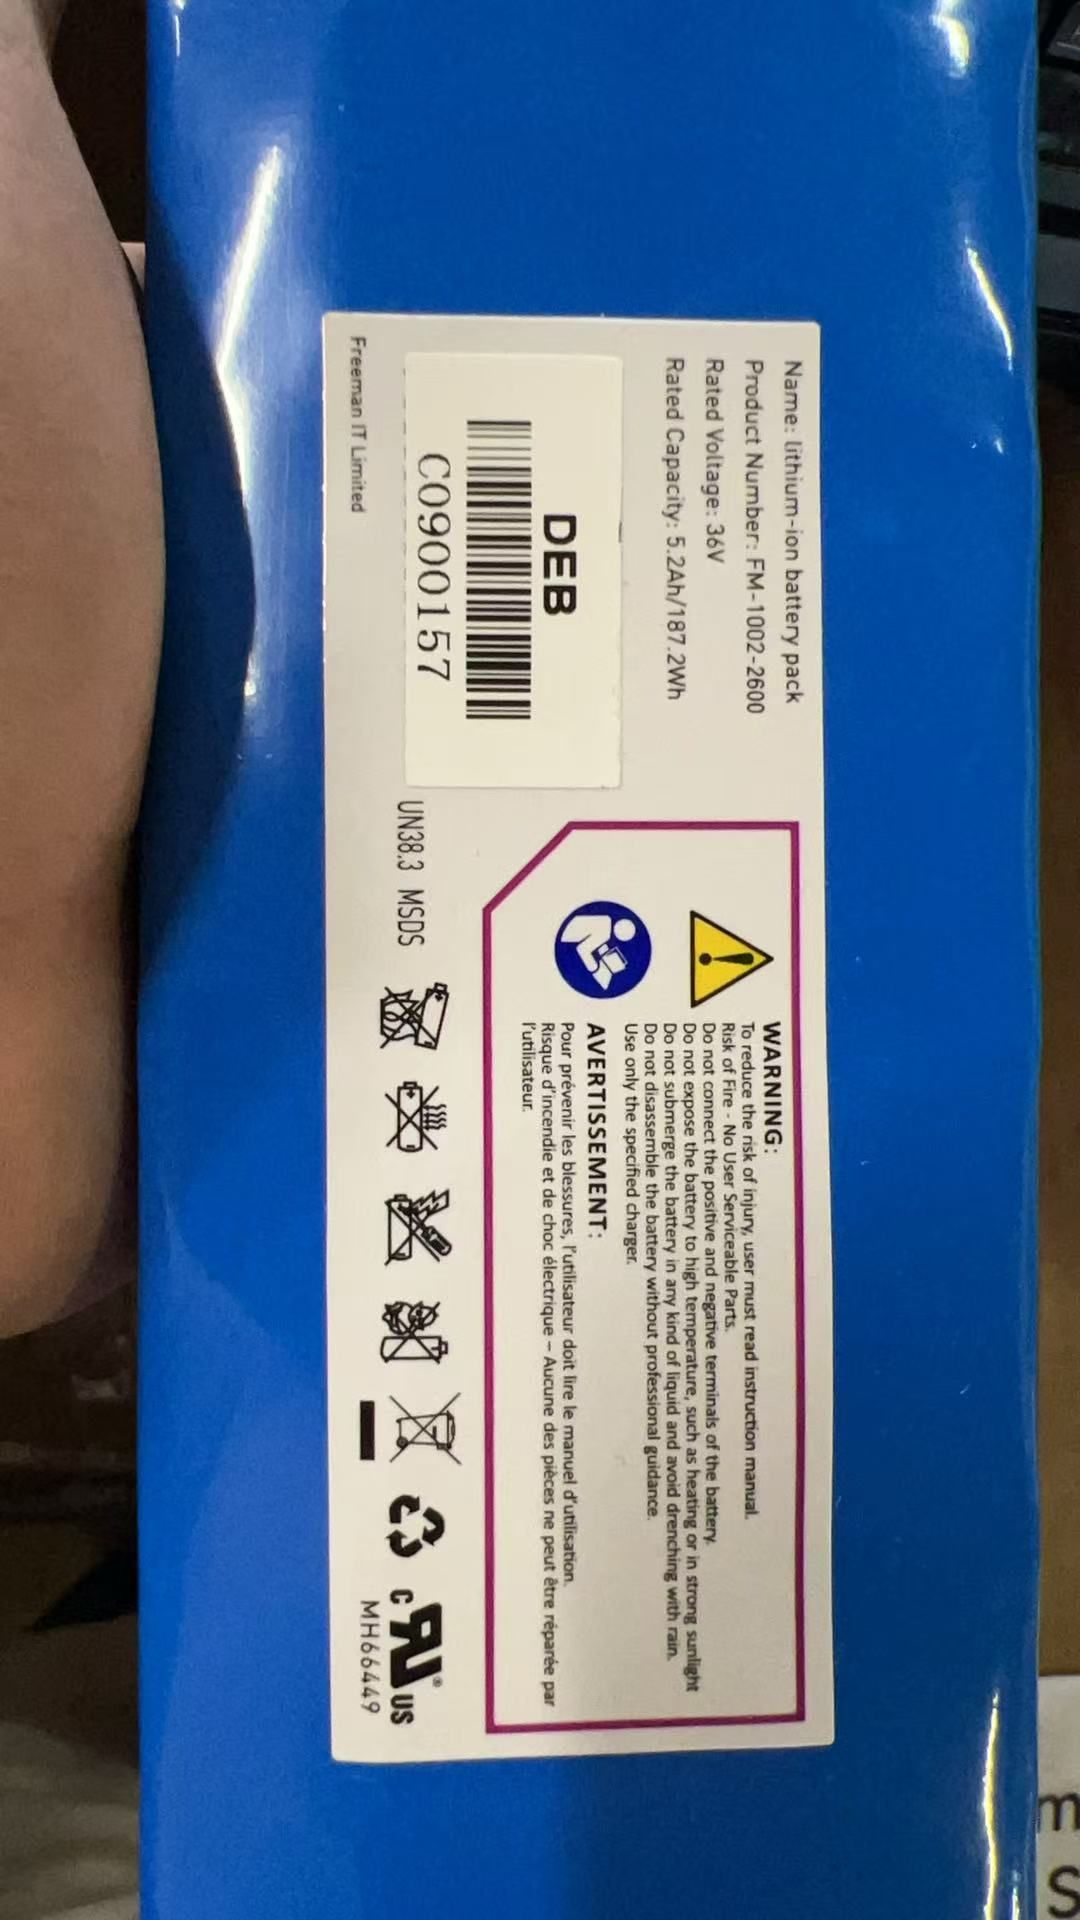 Name: lithium-ion battery pack
Product Number: FM-1002-2600
Rated Voltage: 36V
Rated Capacity: 5.2Ah/187.2Wh
DEB
C0900157
Freeman IT Limited
WARNING:
To reduce the risk of injury, user must read instruction manual.
Risk of Fire - No User Serviceable Parts.
Do not connect the positive and negative terminals of the battery.
Do not expose the battery to high temperature, such as heating or in strong sunlight
Do not submerge the battery in any kind of liquid and avoid drenching with rain.
Do not disassemble the battery without professional guidance.
Use only the specified charger.
AVERTISSEMENT:
Pour prévenir les blessures, l'utilisateur doit lire le manuel d'utilisation.
Risque d'incendie et de choc électrique – Aucune des pièces ne peut être réparée par
l'utilisateur.
UN38.3 MSDS
c RU® US
MH66449
m
S